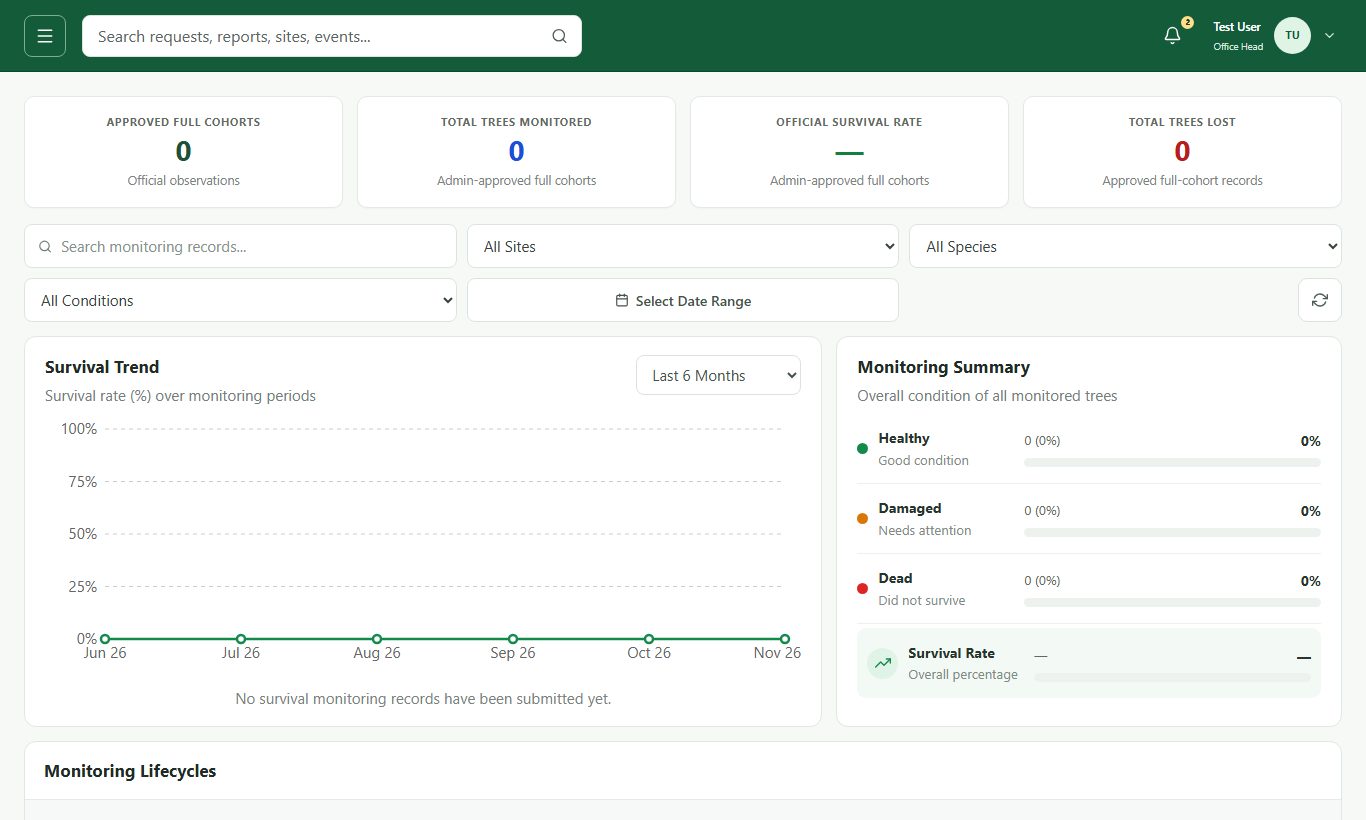 Search requests, reports, sites, events...
2
Test User
Office Head
TU
APPROVED FULL COHORTS
0
Official observations
TOTAL TREES MONITORED
0
Admin-approved full cohorts
OFFICIAL SURVIVAL RATE
—
Admin-approved full cohorts
TOTAL TREES LOST
0
Approved full-cohort records
Search monitoring records...
All Sites
All Species
All Conditions
Select Date Range
Survival Trend
Survival rate (%) over monitoring periods
Last 6 Months
100%
75%
50%
25%
0%
Jun 26
Jul 26
Aug 26
Sep 26
Oct 26
Nov 26
No survival monitoring records have been submitted yet.
Monitoring Summary
Overall condition of all monitored trees
Healthy
Good condition
0 (0%)
0%
Damaged
Needs attention
0 (0%)
0%
Dead
Did not survive
0 (0%)
0%
Survival Rate
Overall percentage
—
—
Monitoring Lifecycles